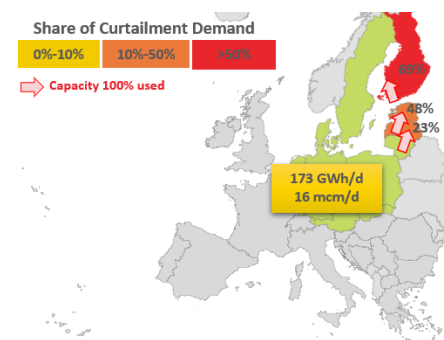 Share of Curtailment Demand
0%-10% 10%-50% >50%
Capacity 100% used
69%
48%
23%
173 GWh/d
16 mcm/d